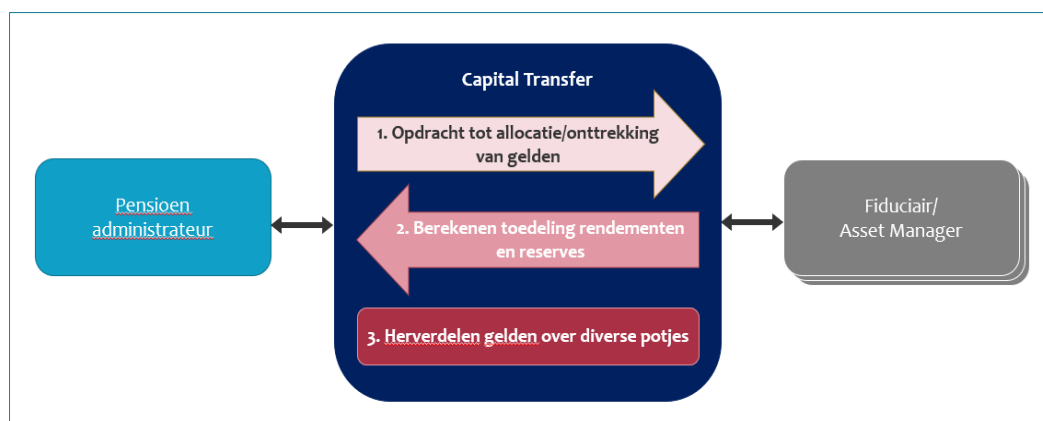 Capital Transfer
1. Opdracht tot allocatie/onttrekking
van gelden
Pensioen
administrateur
2. Berekenen toedeling rendementen
en reserves
Fiduciair/
Asset Manager
3. Herverdelen gelden over diverse potjes